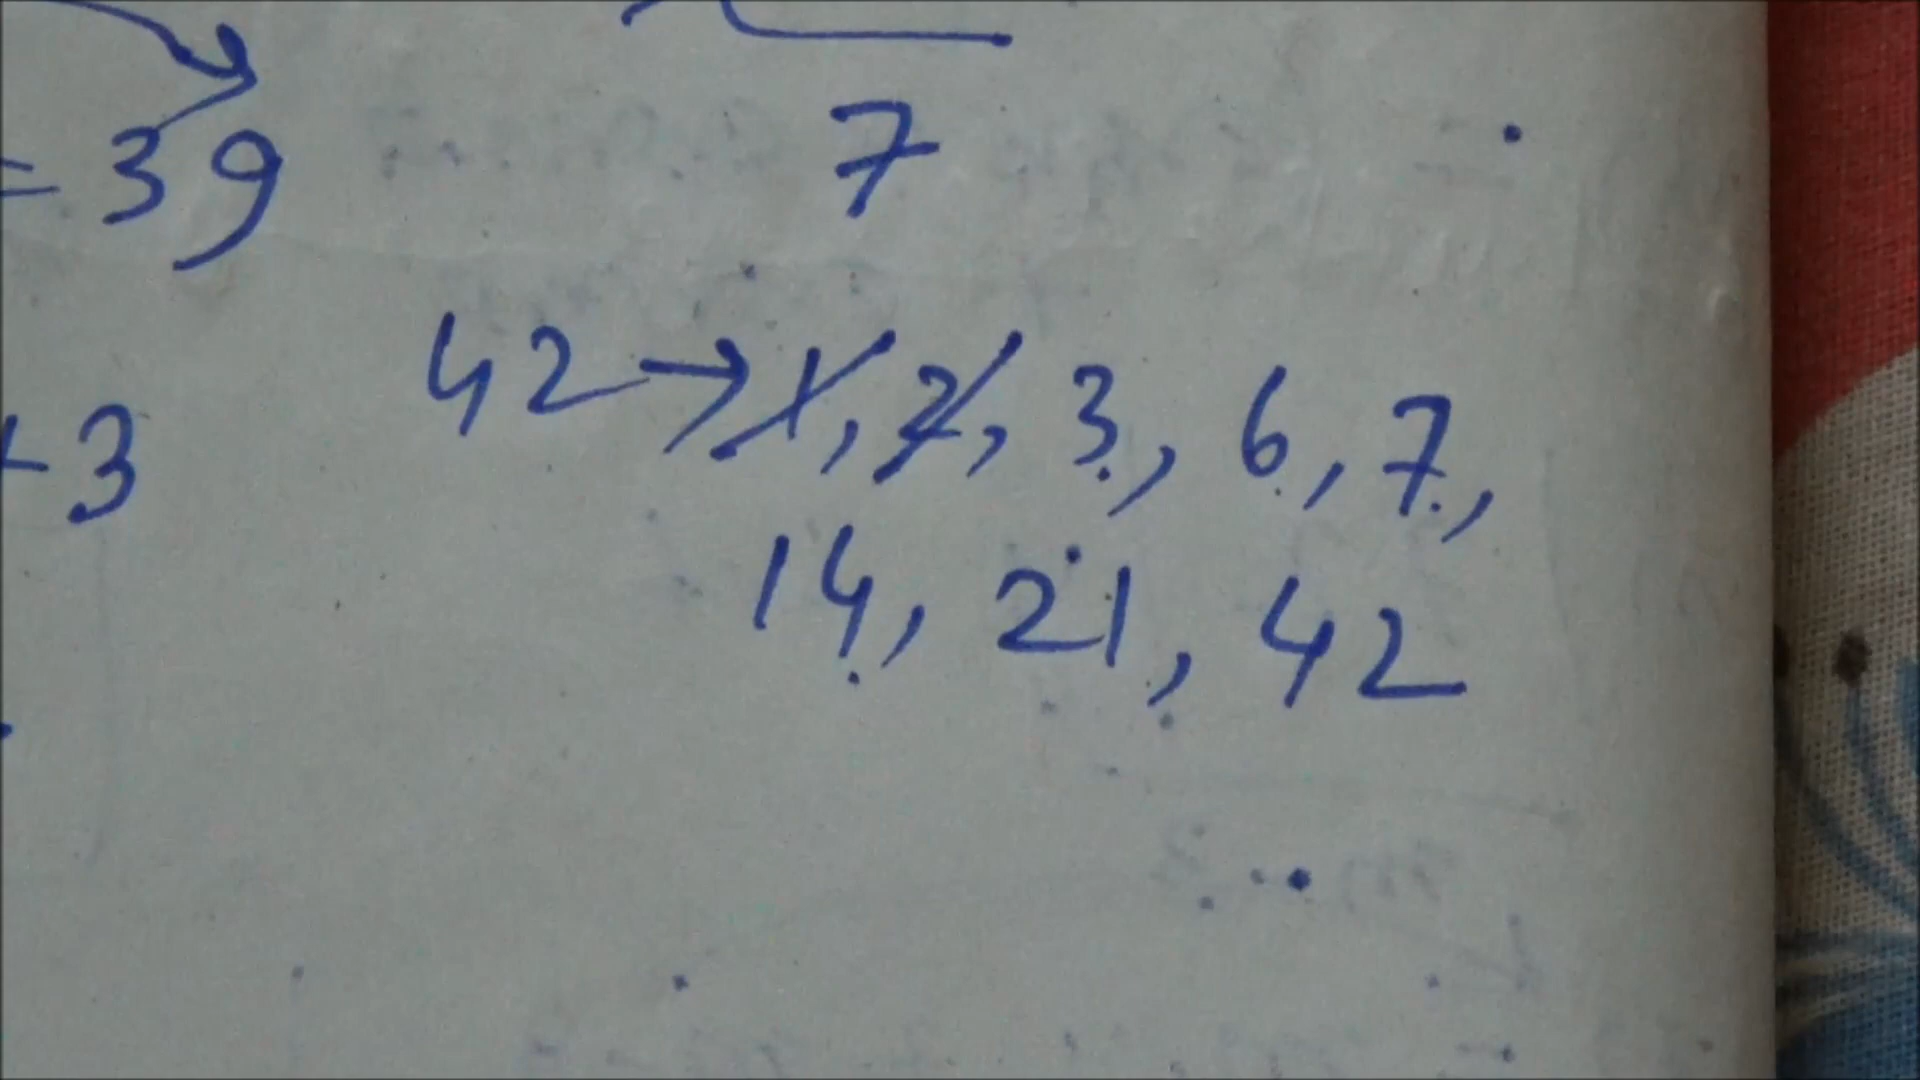 7
= 39
42 → 1, 2, 3, 6, 7,
+ 3
14, 21, 42